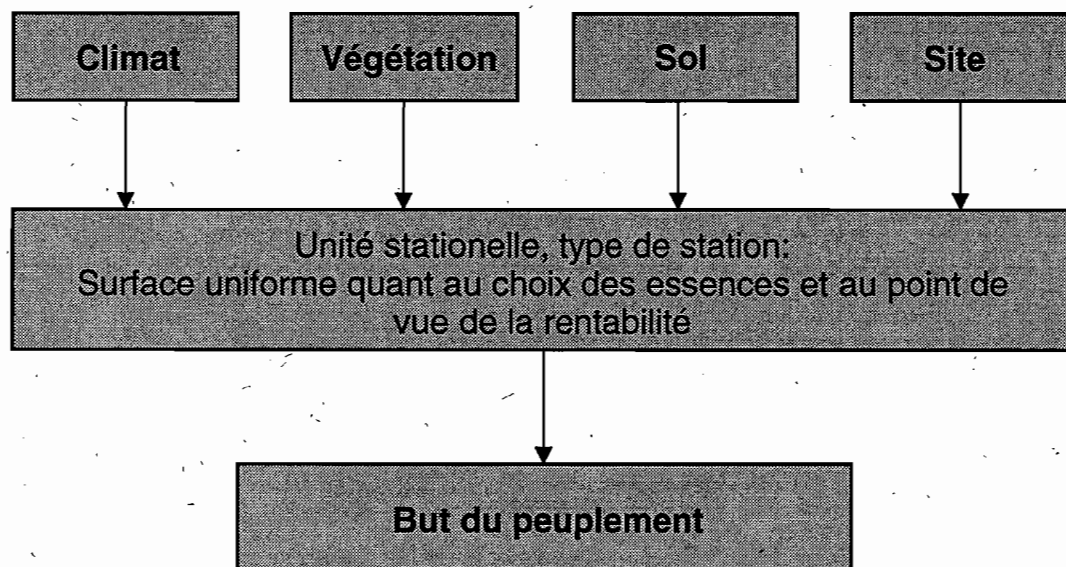 Climat
Végétation
Sol
Site
Unité stationelle, type de station:
Surface uniforme quant au choix des essences et au point de
vue de la rentabilité
But du peuplement